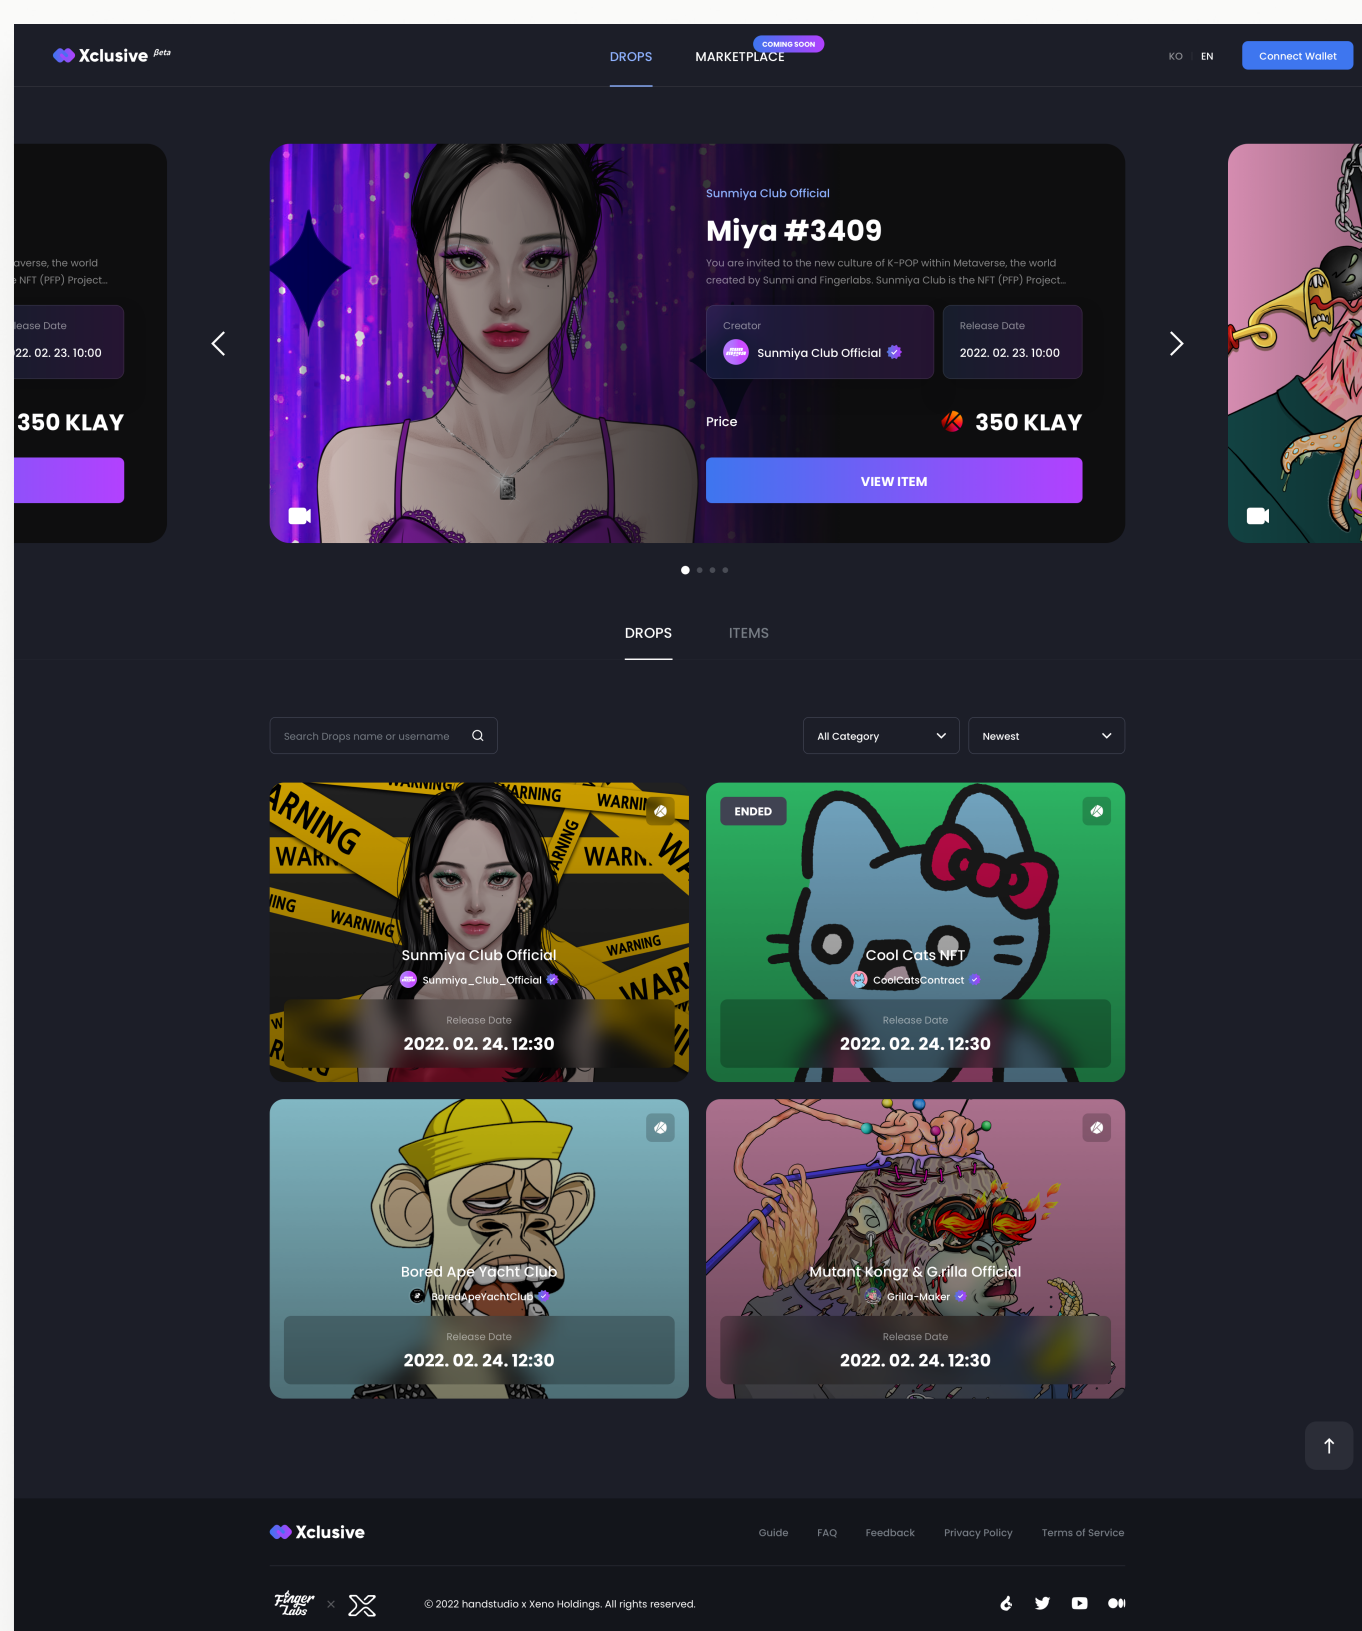 Xclusive Beta
DROPS
MARKETPLACE
COMING SOON
KO
EN
Connect Wallet
averse, the world
NFT (PFP) Project...
lease Date
22. 02. 23. 10:00
350 KLAY
Sunmiya Club Official
Miya #3409
You are invited to the new culture of K-POP within Metaverse, the world
created by Sunmi and Fingerlabs. Sunmiya Club is the NFT (PFP) Project...
Creator
Sunmiya Club Official
Release Date
2022. 02. 23. 10:00
Price
350 KLAY
VIEW ITEM
DROPS
ITEMS
Search Drops name or username
All Category
Newest
WARNING
WARNING
WARNING
WARNING
WARNING
WARNING
Sunmiya Club Official
Sunmiya_Club_Official
Release Date
2022. 02. 24. 12:30
ENDED
Cool Cats NFT
CoolCatsContract
Release Date
2022. 02. 24. 12:30
Bored Ape Yacht Club
BoredApeYachtClub
Release Date
2022. 02. 24. 12:30
Mutant Kongz & G.rilla Official
Grilla-Maker
Release Date
2022. 02. 24. 12:30
Xclusive
Guide
FAQ
Feedback
Privacy Policy
Terms of Service
Finger Labs
×
© 2022 handstudio x Xeno Holdings. All rights reserved.